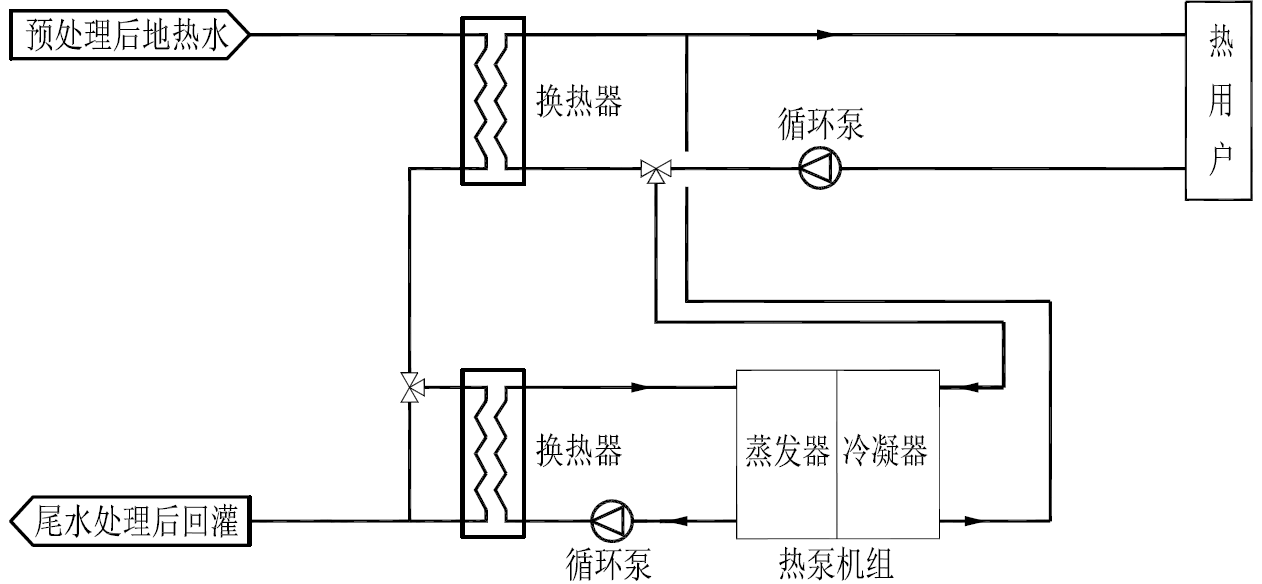 预处理后地热水
热用户
换热器
循环泵
换热器
蒸发器
冷凝器
尾水处理后回灌
循环泵
热泵机组